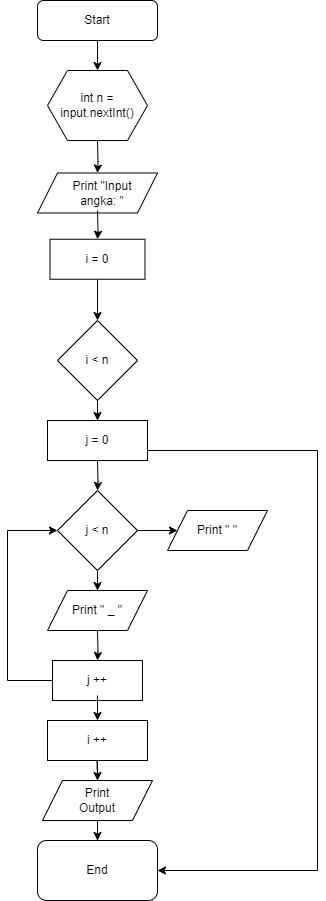 Start
int n =
input.nextInt()
Print "Input
angka: "
i = 0
i < n
j = 0
j < n
Print " "
Print " _ "
j ++
i ++
Print
Output
End